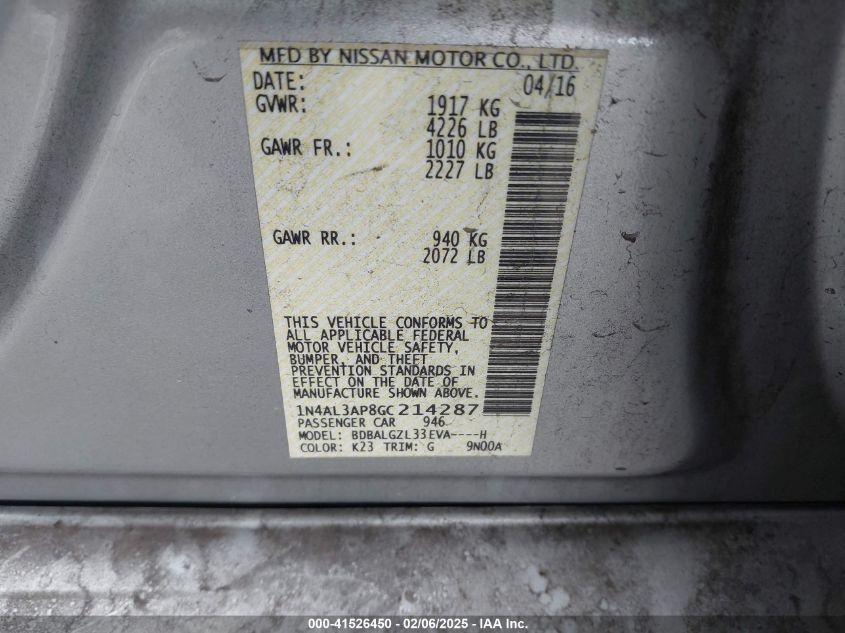 MFD BY NISSAN MOTOR CO., LTD.
DATE: 04/16
GVWR: 1917 KG
4226 LB
GAWR FR.: 1010 KG
2227 LB
GAWR RR.: 940 KG
2072 LB
THIS VEHICLE CONFORMS TO
ALL APPLICABLE FEDERAL
MOTOR VEHICLE SAFETY,
BUMPER, AND THEFT
PREVENTION STANDARDS IN
EFFECT ON THE DATE OF
MANUFACTURE SHOWN ABOVE.
1N4AL3AP8GC214287
PASSENGER CAR 946
MODEL: BDBALGZL33EVA----H
COLOR: K23 TRIM: G 9N00A
000-41526450 - 02/06/2025 - IAA Inc.